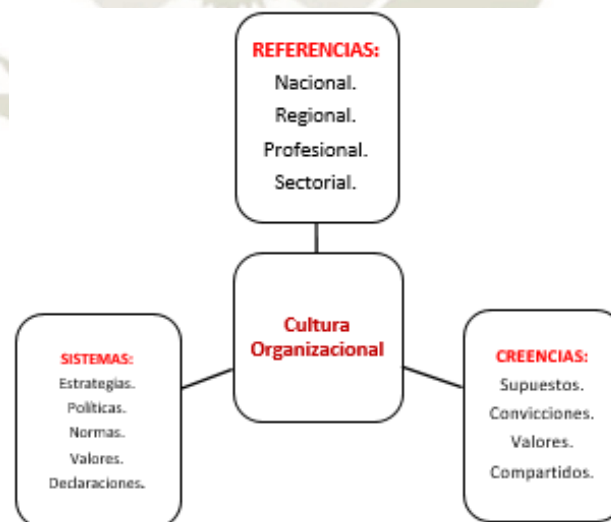 REFERENCIAS:
Nacional.
Regional.
Profesional.
Sectorial.
Cultura
Organizacional
SISTEMAS:
Estrategias.
Políticas.
Normas.
Valores.
Declaraciones.
CREENCIAS:
Supuestos.
Convicciones.
Valores.
Compartidos.